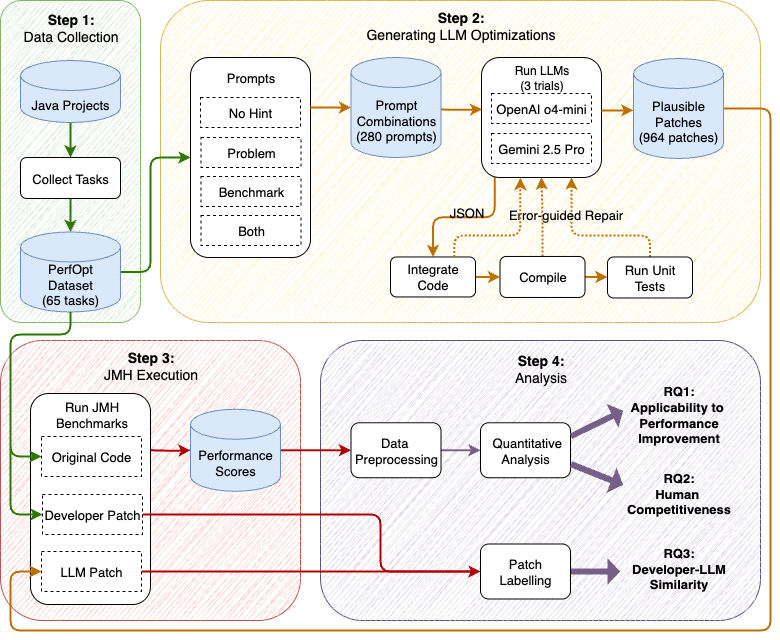 Step 1:
Data Collection
Java Projects
Collect Tasks
PerfOpt
Dataset
(65 tasks)
Step 2:
Generating LLM Optimizations
Prompts
No Hint
Problem
Benchmark
Both
Prompt
Combinations
(280 prompts)
Run LLMs
(3 trials)
OpenAI o4-mini
Gemini 2.5 Pro
Plausible
Patches
(964 patches)
JSON
Error-guided Repair
Integrate
Code
Compile
Run Unit
Tests
Step 3:
JMH Execution
Run JMH
Benchmarks
Original Code
Developer Patch
LLM Patch
Performance
Scores
Step 4:
Analysis
Data
Preprocessing
Quantitative
Analysis
Patch
Labelling
RQ1:
Applicability to
Performance
Improvement
RQ2:
Human
Competitiveness
RQ3:
Developer-LLM
Similarity